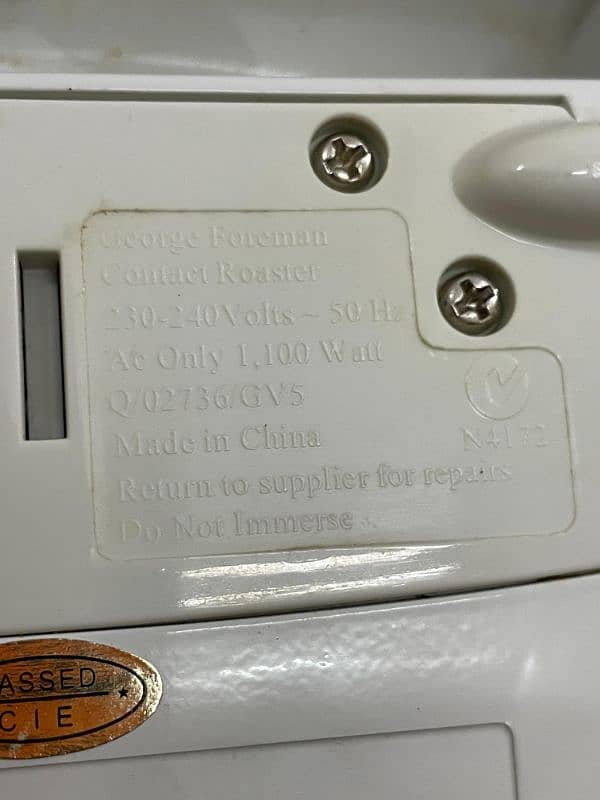 George Foreman
Contact Roaster
230-240Volts ~ 50 Hz
Ac Only 1,100 Watt
Q/02736/GV5
Made in China
N4172
Return to supplier for repairs
Do Not Immerse .
ASSED
CIE